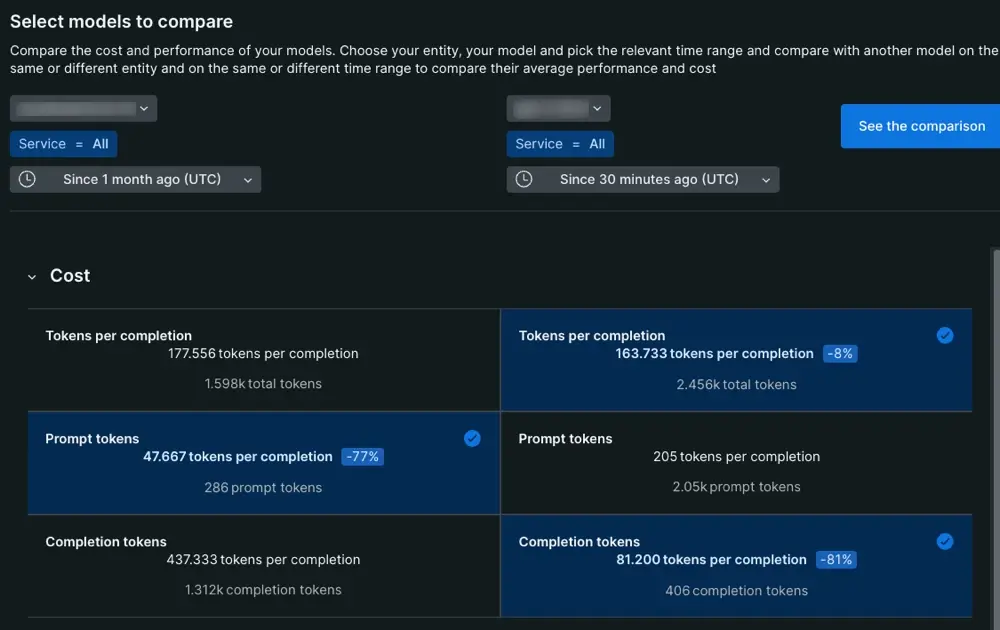 Select models to compare
Compare the cost and performance of your models. Choose your entity, your model and pick the relevant time range and compare with another model on the
same or different entity and on the same or different time range to compare their average performance and cost
Service = All
Service = All
See the comparison
Since 1 month ago (UTC)
Since 30 minutes ago (UTC)
Cost
Tokens per completion
177.556 tokens per completion
1.598k total tokens
Tokens per completion
163.733 tokens per completion -8%
2.456k total tokens
Prompt tokens
47.667 tokens per completion -77%
286 prompt tokens
Prompt tokens
205 tokens per completion
2.05k prompt tokens
Completion tokens
437.333 tokens per completion
1.312k completion tokens
Completion tokens
81.200 tokens per completion -81%
406 completion tokens